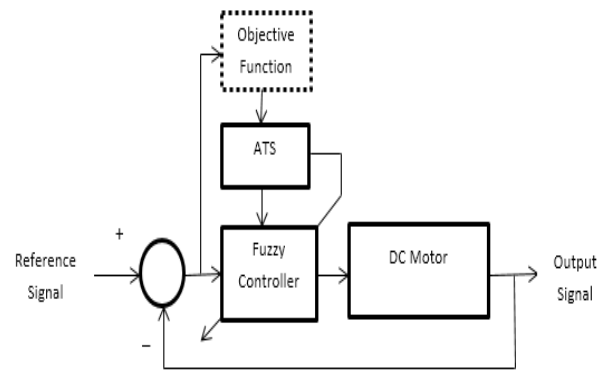 Objective
Function
ATS
+
Fuzzy
Controller
DC Motor
Reference
Signal
Output
Signal
–